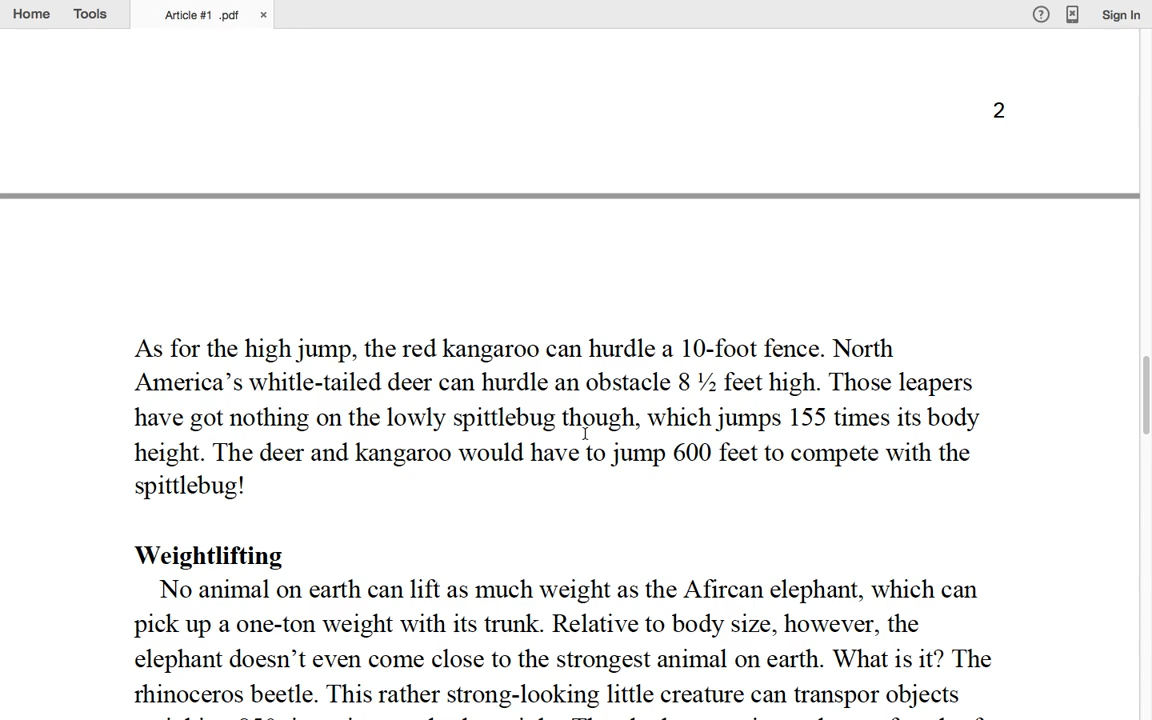 Home Tools Article #1 .pdf × ? Sign In
2
As for the high jump, the red kangaroo can hurdle a 10-foot fence. North
America’s whitle-tailed deer can hurdle an obstacle 8 ½ feet high. Those leapers
have got nothing on the lowly spittlebug though, which jumps 155 times its body
height. The deer and kangaroo would have to jump 600 feet to compete with the
spittlebug!
Weightlifting
No animal on earth can lift as much weight as the Afircan elephant, which can
pick up a one-ton weight with its trunk. Relative to body size, however, the
elephant doesn’t even come close to the strongest animal on earth. What is it? The
rhinoceros beetle. This rather strong-looking little creature can transpor objects